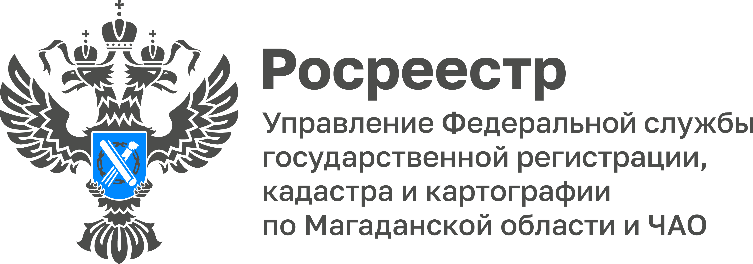 Росреестр
Управление Федеральной службы
государственной регистрации,
кадастра и картографии
по Магаданской области и ЧАО